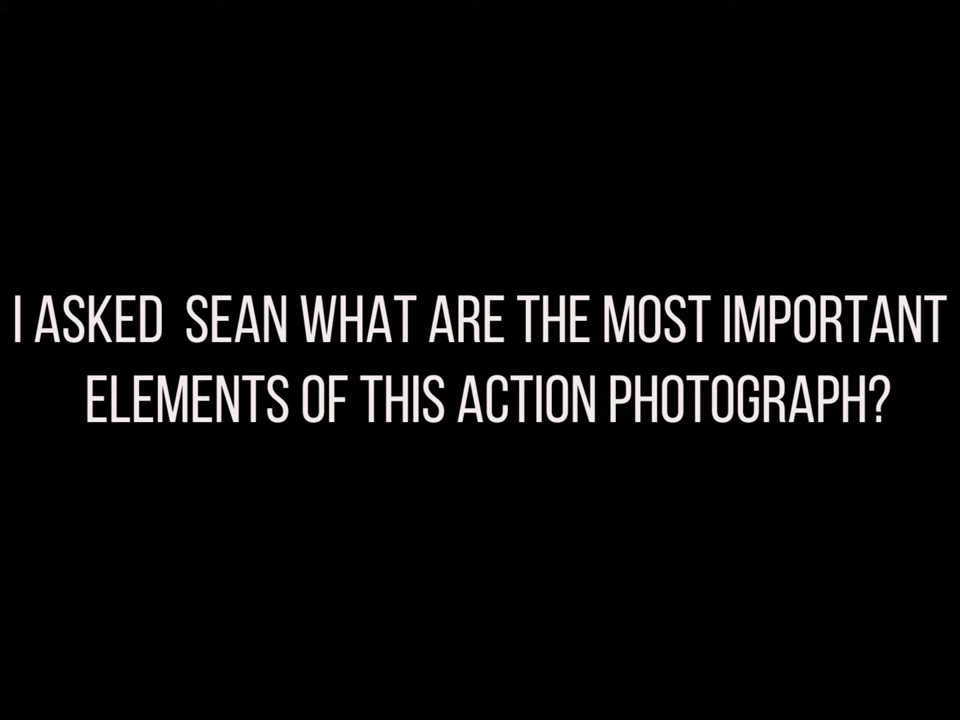 I ASKED  SEAN WHAT ARE THE MOST IMPORTANT
ELEMENTS OF THIS ACTION PHOTOGRAPH?